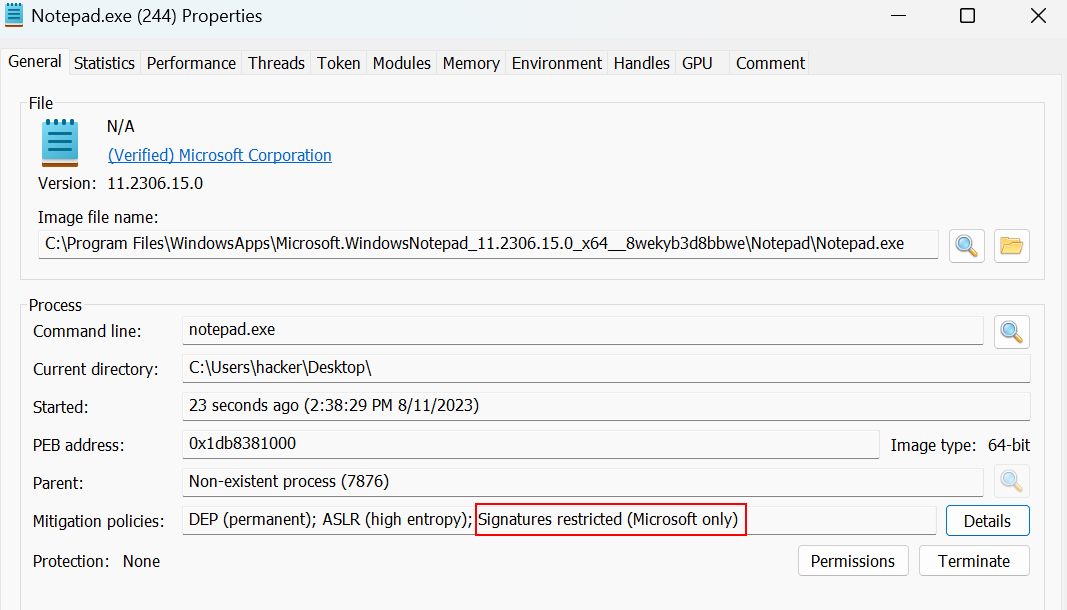 Notepad.exe (244) Properties
General Statistics Performance Threads Token Modules Memory Environment Handles GPU Comment
File
N/A
(Verified) Microsoft Corporation
Version: 11.2306.15.0
Image file name:
C:\Program Files\WindowsApps\Microsoft.WindowsNotepad_11.2306.15.0_x64__8wekyb3d8bbwe\Notepad\Notepad.exe
Process
Command line: notepad.exe
Current directory: C:\Users\hacker\Desktop\
Started: 23 seconds ago (2:38:29 PM 8/11/2023)
PEB address: 0x1db8381000 Image type: 64-bit
Parent: Non-existent process (7876)
Mitigation policies: DEP (permanent); ASLR (high entropy); Signatures restricted (Microsoft only) Details
Protection: None Permissions Terminate